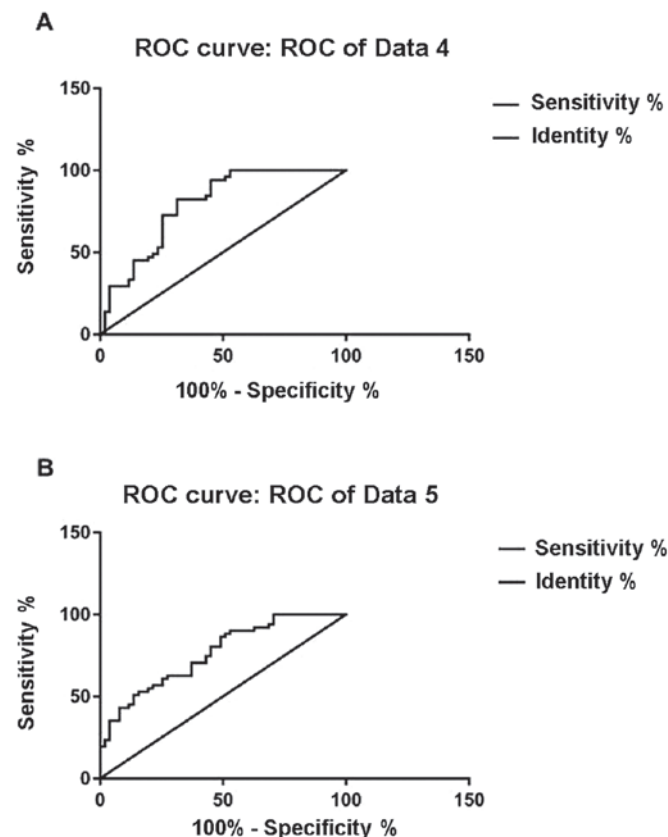 A
ROC curve: ROC of Data 4
150
100
50
0
Sensitivity %
Sensitivity %
Identity %
0
50
100
150
100% - Specificity %
B
ROC curve: ROC of Data 5
150
100
50
0
Sensitivity %
Sensitivity %
Identity %
0
50
100
150
100% - Specificity %